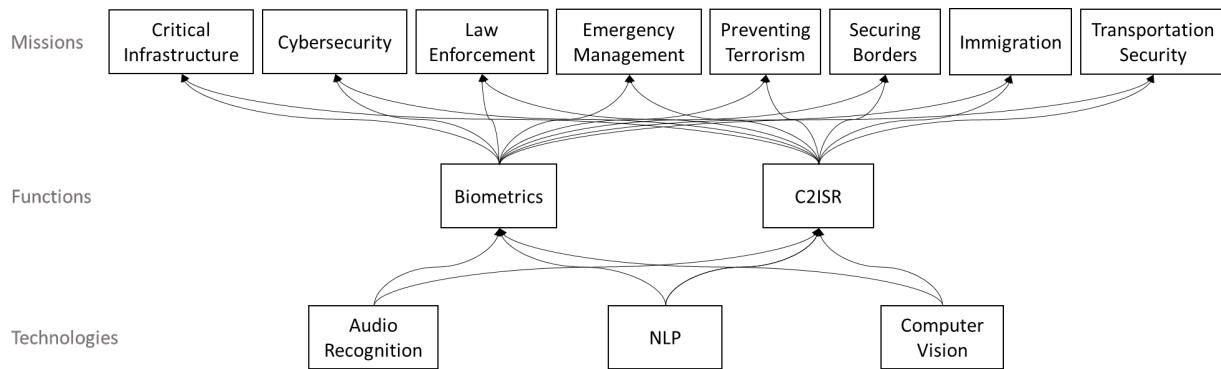 Missions
Critical
Infrastructure
Cybersecurity
Law
Enforcement
Emergency
Management
Preventing
Terrorism
Securing
Borders
Immigration
Transportation
Security
Functions
Biometrics
C2ISR
Technologies
Audio
Recognition
NLP
Computer
Vision